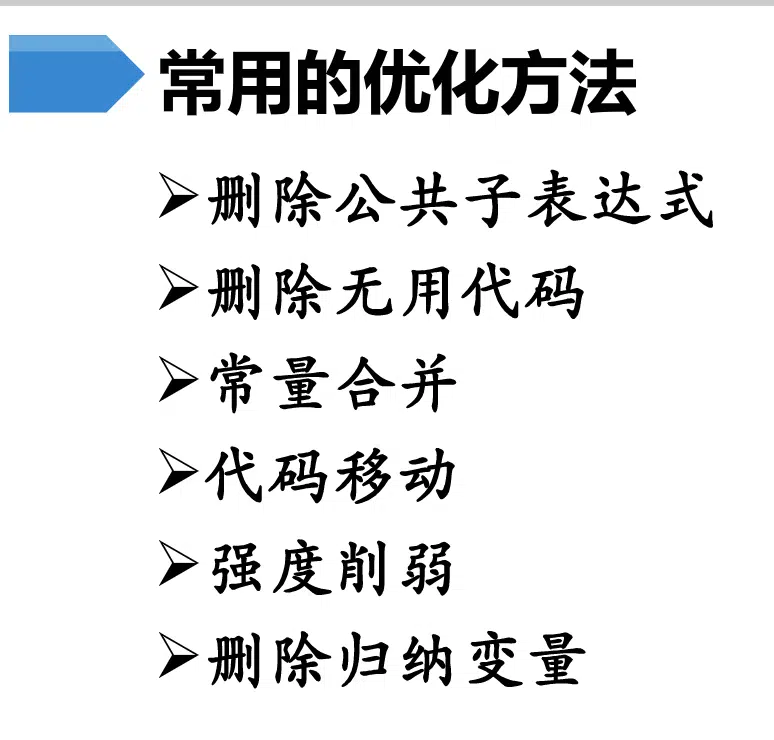 常用的优化方法
删除公共子表达式
删除无用代码
常量合并
代码移动
强度削弱
删除归纳变量